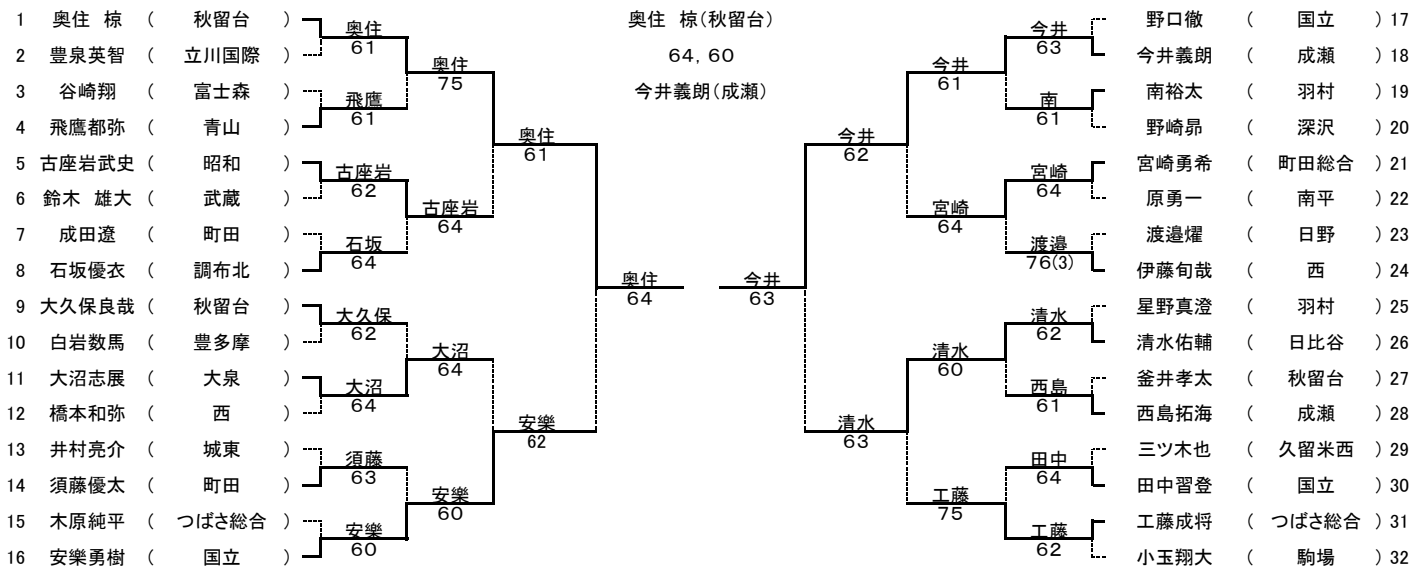 1 奥住 椋 ( 秋留台 )
2 豊泉英智 ( 立川国際 )
3 谷崎翔 ( 富士森 )
4 飛鷹都弥 ( 青山 )
5 古座岩武史 ( 昭和 )
6 鈴木 雄大 ( 武蔵 )
7 成田遼 ( 町田 )
8 石坂優衣 ( 調布北 )
9 大久保良哉 ( 秋留台 )
10 白岩数馬 ( 豊多摩 )
11 大沼志展 ( 大泉 )
12 橋本和弥 ( 西 )
13 井村亮介 ( 城東 )
14 須藤優太 ( 町田 )
15 木原純平 ( つばさ総合 )
16 安樂勇樹 ( 国立 )
奥住
61
飛鷹
61
古座岩
62
石坂
64
大久保
62
大沼
64
須藤
63
安樂
60
奥住
75
古座岩
64
大沼
64
安樂
60
奥住
61
安樂
62
奥住
64
奥住 椋(秋留台)
64, 60
今井義朗(成瀬)
今井
63
今井
62
清水
63
今井
61
宮崎
64
清水
60
工藤
75
今井
63
南
61
宮崎
64
渡邉
76(3)
清水
62
西島
61
田中
64
工藤
62
野口徹 ( 国立 ) 17
今井義朗 ( 成瀬 ) 18
南裕太 ( 羽村 ) 19
野崎昴 ( 深沢 ) 20
宮崎勇希 ( 町田総合 ) 21
原勇一 ( 南平 ) 22
渡邉燿 ( 日野 ) 23
伊藤旬哉 ( 西 ) 24
星野真澄 ( 羽村 ) 25
清水佑輔 ( 日比谷 ) 26
釜井孝太 ( 秋留台 ) 27
西島拓海 ( 成瀬 ) 28
三ツ木也 ( 久留米西 ) 29
田中習登 ( 国立 ) 30
工藤成将 ( つばさ総合 ) 31
小玉翔大 ( 駒場 ) 32